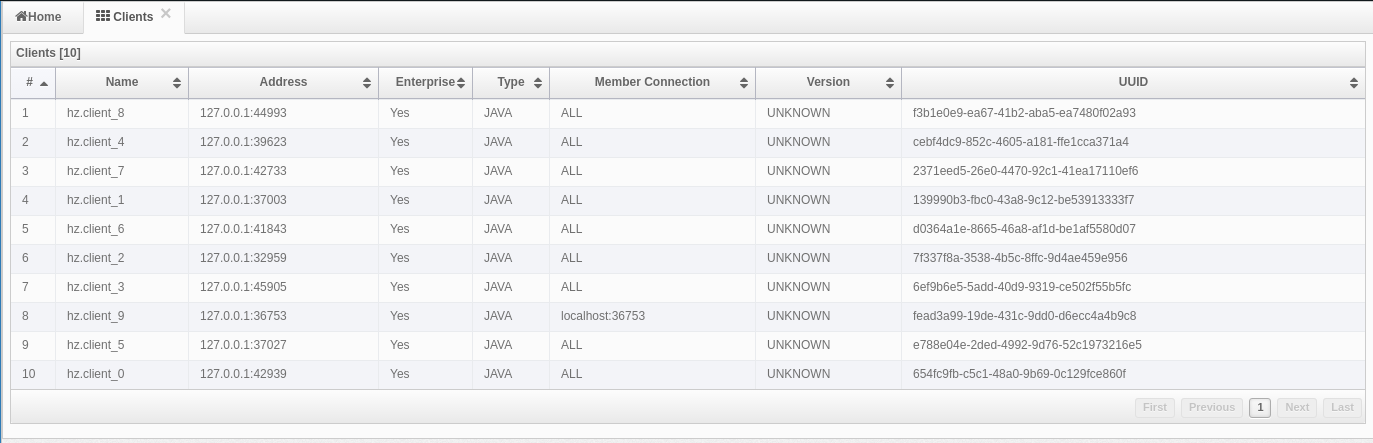 Home Clients
Clients [10]
# Name Address Enterprise Type Member Connection Version UUID
1 hz.client_8 127.0.0.1:44993 Yes JAVA ALL UNKNOWN f3b1e0e9-ea67-41b2-aba5-ea7480f02a93
2 hz.client_4 127.0.0.1:39623 Yes JAVA ALL UNKNOWN cebf4dc9-852c-4605-a181-ffe1cca371a4
3 hz.client_7 127.0.0.1:42733 Yes JAVA ALL UNKNOWN 2371eed5-26e0-4470-92c1-41ea17110ef6
4 hz.client_1 127.0.0.1:37003 Yes JAVA ALL UNKNOWN 139990b3-fbc0-43a8-9c12-be53913333f7
5 hz.client_6 127.0.0.1:41843 Yes JAVA ALL UNKNOWN d0364a1e-8665-46a8-af1d-be1af5580d07
6 hz.client_2 127.0.0.1:32959 Yes JAVA ALL UNKNOWN 7f337f8a-3538-4b5c-8ffc-9d4ae459e956
7 hz.client_3 127.0.0.1:45905 Yes JAVA ALL UNKNOWN 6ef9b6e5-5add-40d9-9319-ce502f55b5fc
8 hz.client_9 127.0.0.1:36753 Yes JAVA localhost:36753 UNKNOWN fead3a99-19de-431c-9dd0-d6ecc4a4b9c8
9 hz.client_5 127.0.0.1:37027 Yes JAVA ALL UNKNOWN e788e04e-2ded-4992-9d76-52c1973216e5
10 hz.client_0 127.0.0.1:42939 Yes JAVA ALL UNKNOWN 654fc9fb-c5c1-48a0-9b69-0c129fce860f
First Previous 1 Next Last